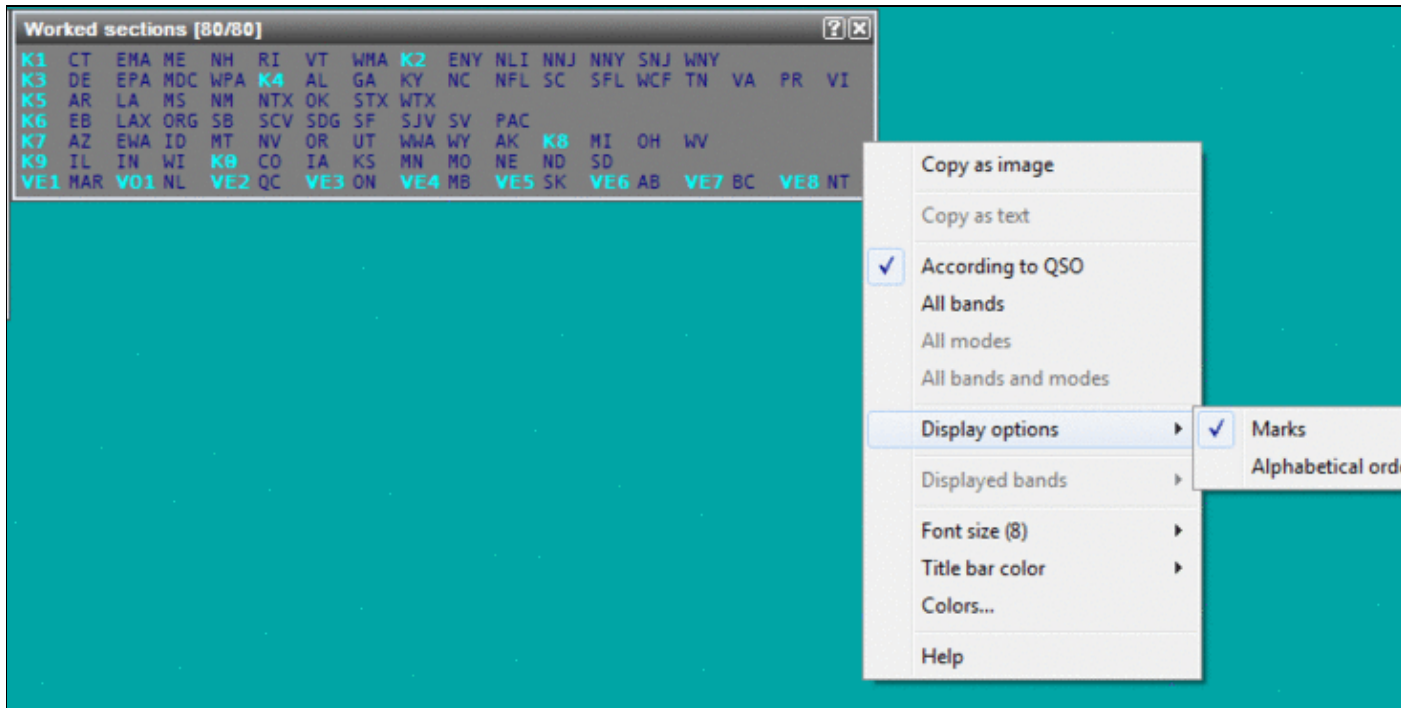 Worked sections [80/80]
K1 CT EMA ME NH RI VT WMA K2 ENY NLI NNJ NNY SNJ WNY
K3 DE EPA MDC WPA K4 AL GA KY NC NFL SC SFL WCF TN VA PR VI
K5 AR LA MS NM NTX OK STX WTX
K6 EB LAX ORG SB SCV SDG SF SJV SV PAC
K7 AZ EWA ID MT NV OR UT WWA WY AK K8 MI OH WV
K9 IL IN WI K0 CO IA KS MN MO NE ND SD
VE1 MAR VO1 NL VE2 QC VE3 ON VE4 MB VE5 SK VE6 AB VE7 BC VE8 NT
Copy as image
Copy as text
According to QSO
All bands
All modes
All bands and modes
Display options
Marks
Alphabetical orde
Displayed bands
Font size (8)
Title bar color
Colors...
Help